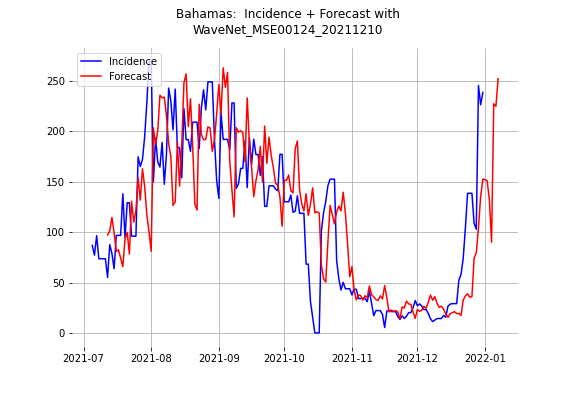 Bahamas: Incidence + Forecast with
WaveNet_MSE00124_20211210
Incidence
Forecast
250
200
150
100
50
0
2021-07 2021-08 2021-09 2021-10 2021-11 2021-12 2022-01